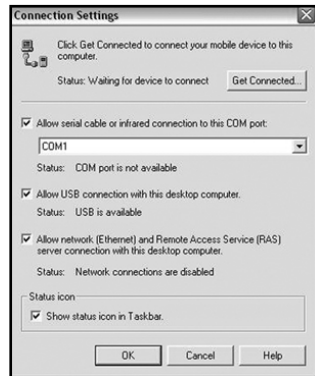 Connection Settings
Click Get Connected to connect your mobile device to this
computer.
Status: Waiting for device to connect
Get Connected...
Allow serial cable or infrared connection to this COM port:
COM1
Status: COM port is not available
Allow USB connection with this desktop computer.
Status: USB is available
Allow network (Ethernet) and Remote Access Service (RAS)
server connection with this desktop computer.
Status: Network connections are disabled
Status icon
Show status icon in Taskbar.
OK Cancel Help